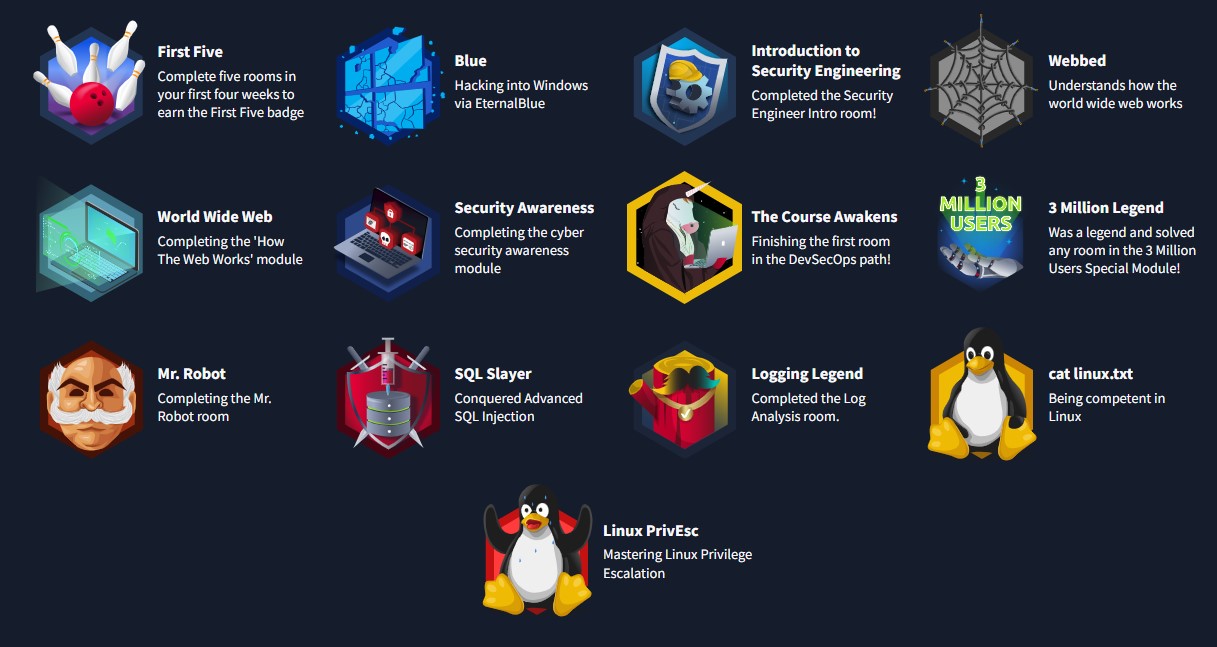 First Five
Complete five rooms in
your first four weeks to
earn the First Five badge
Blue
Hacking into Windows
via EternalBlue
Introduction to
Security Engineering
Completed the Security
Engineer Intro room!
Webbed
Understands how the
world wide web works
World Wide Web
Completing the 'How
The Web Works' module
Security Awareness
Completing the cyber
security awareness
module
The Course Awakens
Finishing the first room
in the DevSecOps path!
3
MILLION
USERS
3 Million Legend
Was a legend and solved
any room in the 3 Million
Users Special Module!
Mr. Robot
Completing the Mr.
Robot room
SQL Slayer
Conquered Advanced
SQL Injection
Logging Legend
Completed the Log
Analysis room.
cat linux.txt
Being competent in
Linux
Linux PrivEsc
Mastering Linux Privilege
Escalation